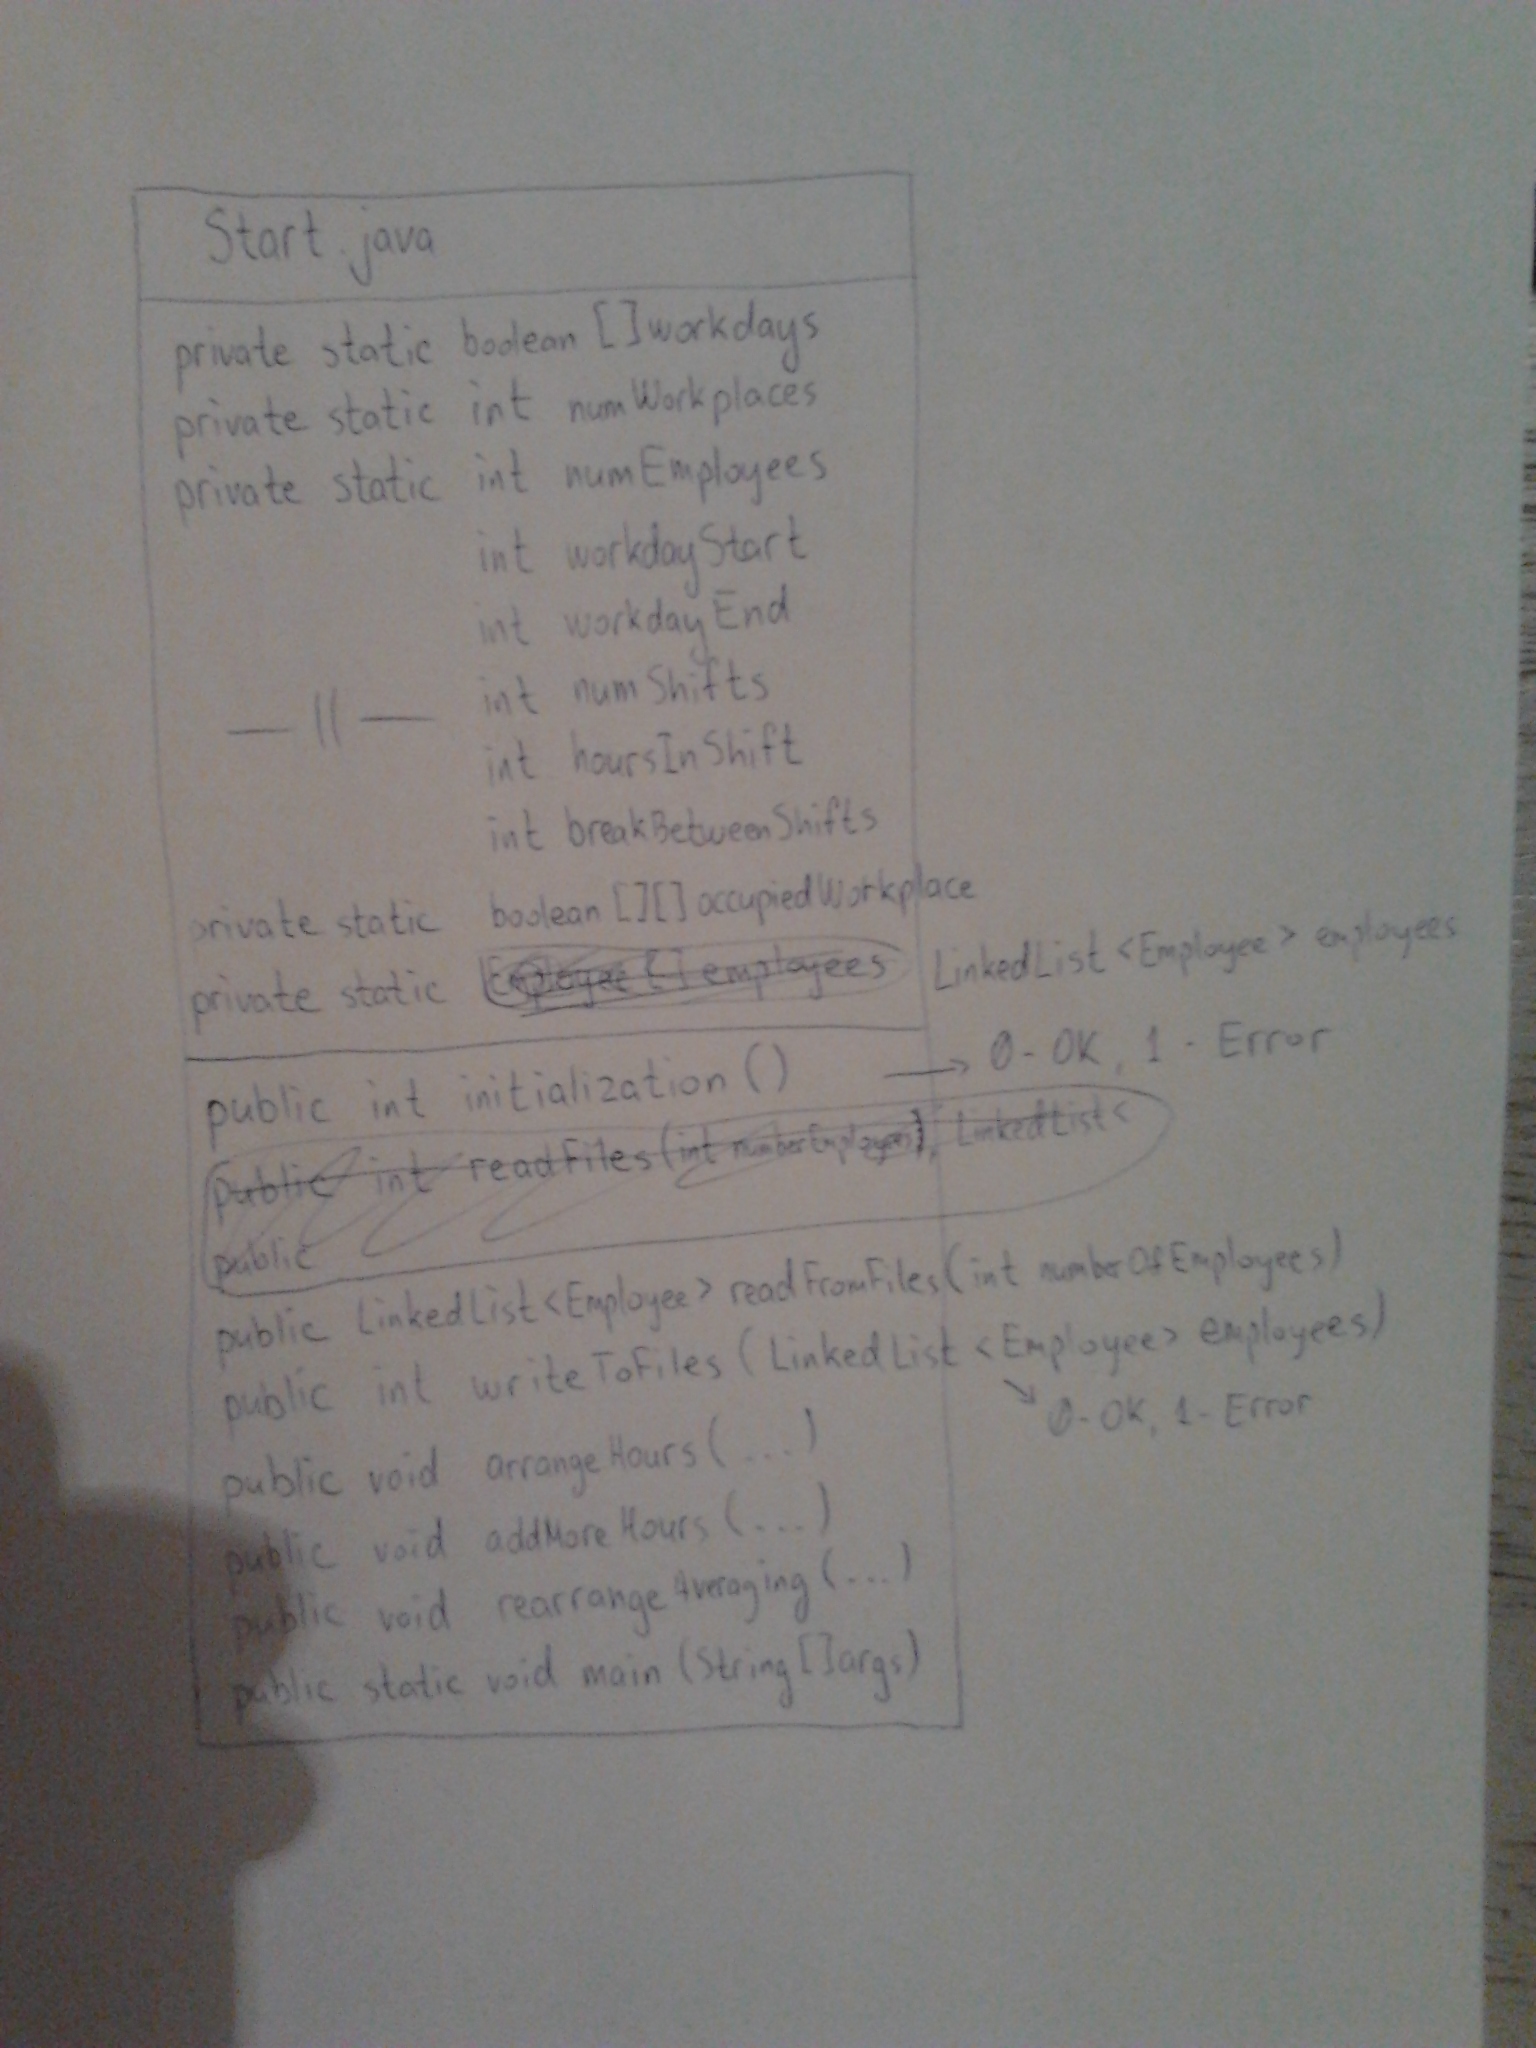 Start.java
private static boolean []workdays
private static int numWorkplaces
private static int numEmployees
int workdayStart
int workdayEnd
— || — int numShifts
int hoursInShift
int breakBetweenShifts
private static boolean [][] occupiedWorkplace
private static Employee [] employees LinkedList <Employee> employees
public int initialization () → 0 - OK, 1 - Error
public int readFiles (int numberEmployees), LinkedList<
public
public LinkedList <Employee> readFromFiles (int numberOfEmployees)
public int writeToFiles (LinkedList <Employee> employees)
↘ 0 - OK, 1 - Error
public void arrangeHours (...)
public void addMoreHours (...)
public void rearrangeAveraging (...)
public static void main (String []args)